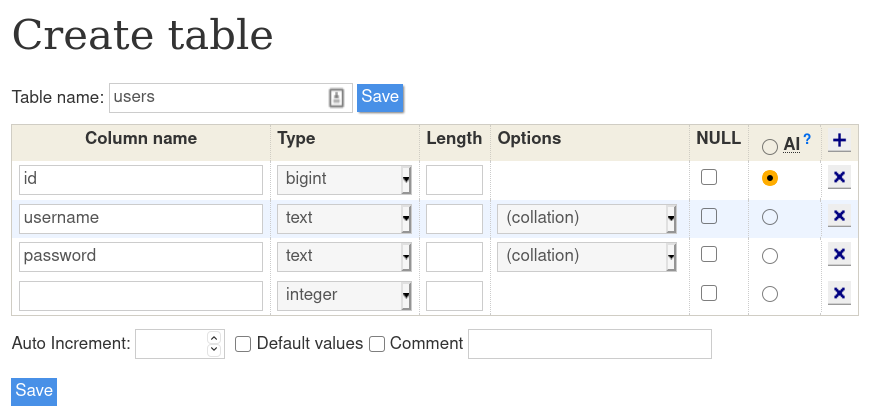 Create table
Table name: users Save
Column name Type Length Options NULL AI ?
id bigint
username text (collation)
password text (collation)
integer
Auto Increment: Default values Comment
Save